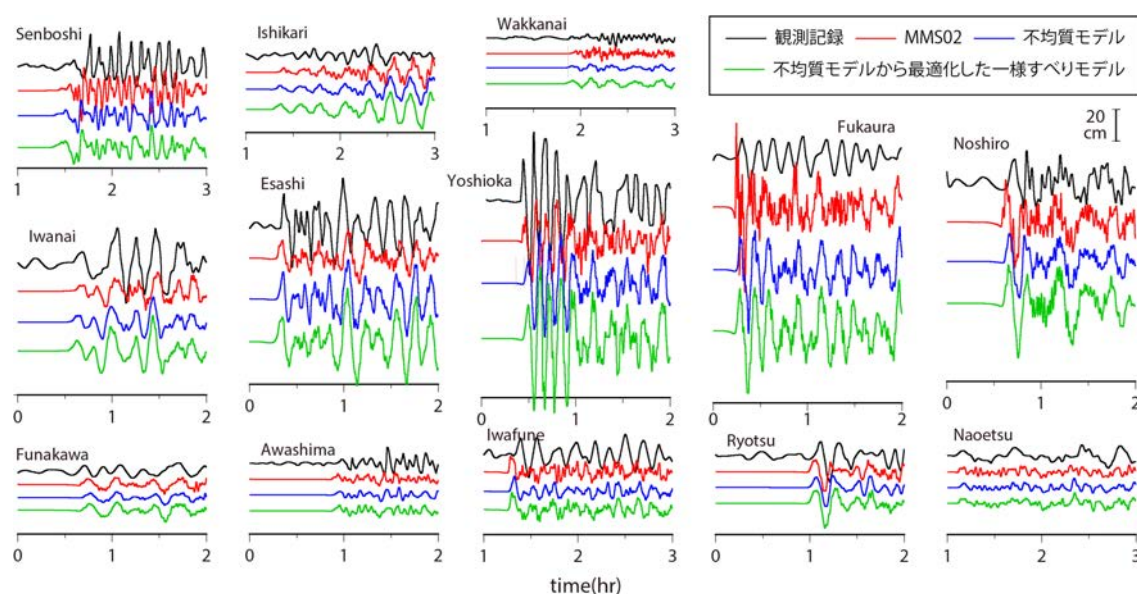 Senboshi
1 2 3
Ishikari
1 2 3
Wakkanai
1 2 3
観測記録 MMS02 不均質モデル
不均質モデルから最適化した一様すべりモデル
20
cm
Iwanai
0 1 2
Esashi
0 1 2
Yoshioka
0 1 2
Fukaura
0 1 2
Noshiro
0 1 2
Funakawa
0 1 2
Awashima
0 1 2
Iwafune
1 2 3
Ryotsu
0 1 2
Naoetsu
1 2 3
time(hr)